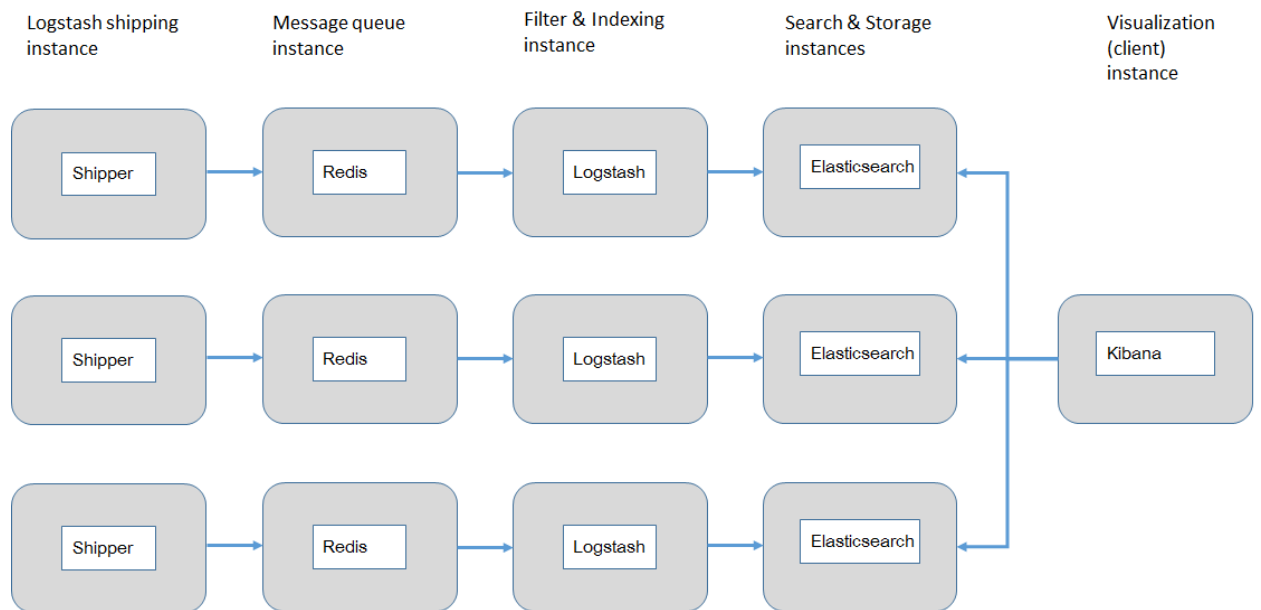 Logstash shipping
instance
Message queue
instance
Filter & Indexing
instance
Search & Storage
instances
Visualization
(client)
instance
Shipper
Redis
Logstash
Elasticsearch
Shipper
Redis
Logstash
Elasticsearch
Kibana
Shipper
Redis
Logstash
Elasticsearch